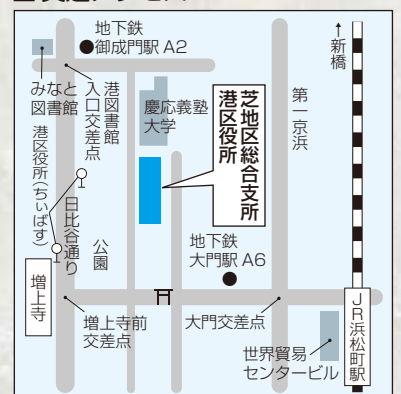 地下鉄
御成門駅 A2
↑新橋
みなと
図書館
港図書館
入口交差点
慶応義塾
大学
芝地区総合支所
港区役所
第一京浜
港区役所(ちぃばす)
日比谷通り
公園
地下鉄
大門駅 A6
増上寺
増上寺前
交差点
大門交差点
世界貿易
センタービル
JR浜松町駅